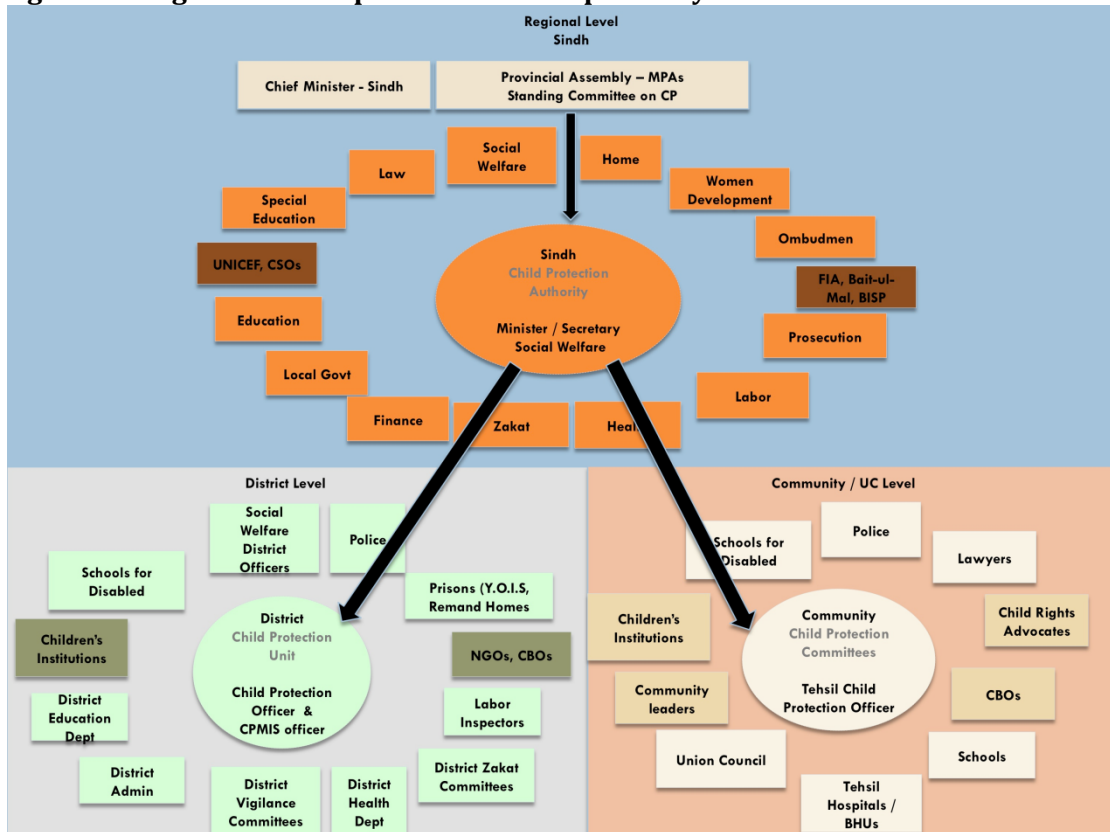 Regional Level
Sindh
Chief Minister - Sindh
Provincial Assembly – MPAs
Standing Committee on CP
Social
Welfare
Home
Law
Women
Development
Special
Education
Ombudmen
UNICEF, CSOs
FIA, Bait-ul-
Mal, BISP
Sindh
Child Protection
Authority
Minister / Secretary
Social Welfare
Education
Prosecution
Local Govt
Labor
Finance
Zakat
Heal
District Level
Social
Welfare
District
Officers
Police
Schools for
Disabled
Prisons (Y.O.I.S,
Remand Homes
Children's
Institutions
District
Child Protection
Unit
Child Protection
Officer &
CPMIS officer
NGOs, CBOs
District
Education
Dept
Labor
Inspectors
District
Admin
District
Vigilance
Committees
District
Health
Dept
District Zakat
Committees
Community / UC Level
Schools for
Disabled
Police
Lawyers
Children's
Institutions
Child Rights
Advocates
Community
Child Protection
Committees
Tehsil Child
Protection Officer
Community
leaders
CBOs
Union Council
Schools
Tehsil
Hospitals /
BHUs